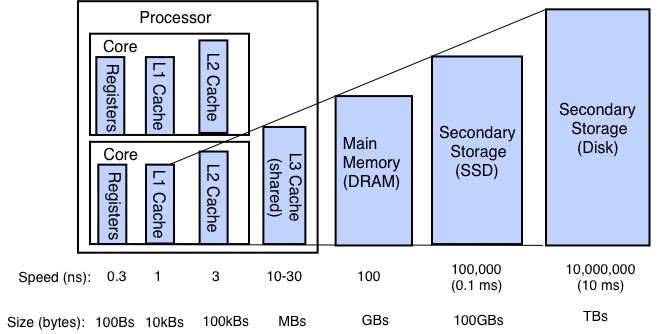 Processor
Core
Registers
L1 Cache
L2 Cache
Core
Registers
L1 Cache
L2 Cache
L3 Cache
(shared)
Main
Memory
(DRAM)
Secondary
Storage
(SSD)
Secondary
Storage
(Disk)
Speed (ns): 0.3 1 3 10-30 100 100,000 10,000,000
(0.1 ms) (10 ms)
Size (bytes): 100Bs 10kBs 100kBs MBs GBs 100GBs TBs